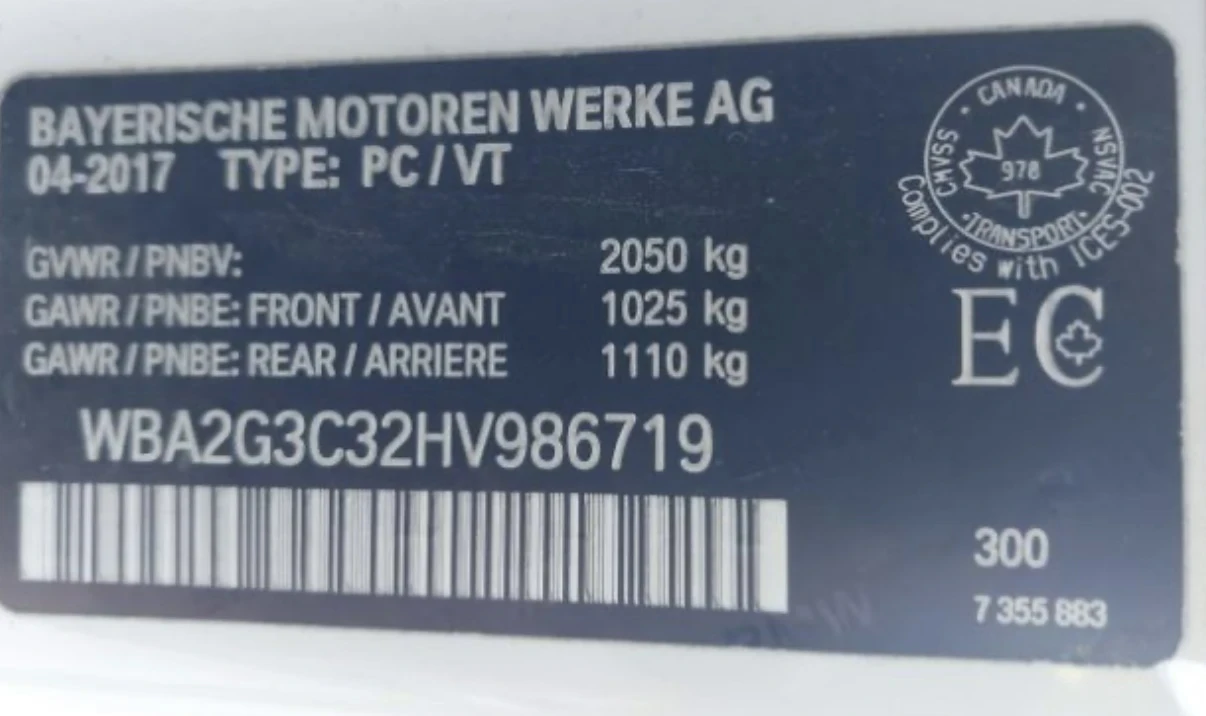 BAYERISCHE MOTOREN WERKE AG
04-2017 TYPE: PC / VT
GVWR / PNBV: 2050 kg
GAWR / PNBE: FRONT / AVANT 1025 kg
GAWR / PNBE: REAR / ARRIERE 1110 kg
WBA2G3C32HV986719
CANADA
CMVSS
978
NSVAC
TRANSPORT
Complies with ICES-002
EC
300
7 355 883